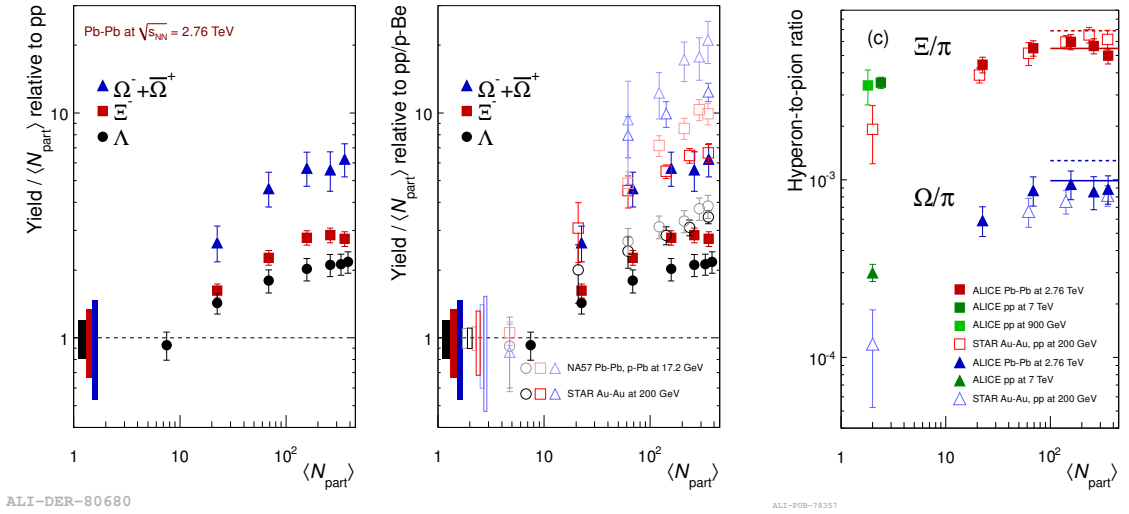 Pb-Pb at √sNN = 2.76 TeV
Ω⁻+Ω̅⁺
Ξ⁻
Λ
Yield / ⟨Npart⟩ relative to pp
10
1
1
10
10²
⟨Npart⟩
ALI-DER-80680
Ω⁻+Ω̅⁺
Ξ⁻
Λ
Yield / ⟨Npart⟩ relative to pp/p-Be
10
1
NA57 Pb-Pb, p-Pb at 17.2 GeV
STAR Au-Au at 200 GeV
1
10
10²
⟨Npart⟩
(c)
Ξ/π
Ω/π
Hyperon-to-pion ratio
10⁻³
10⁻⁴
ALICE Pb-Pb at 2.76 TeV
ALICE pp at 7 TeV
ALICE pp at 900 GeV
STAR Au-Au, pp at 200 GeV
ALICE Pb-Pb at 2.76 TeV
ALICE pp at 7 TeV
STAR Au-Au, pp at 200 GeV
1
10
10²
⟨Npart⟩
ALI-PUB-78357